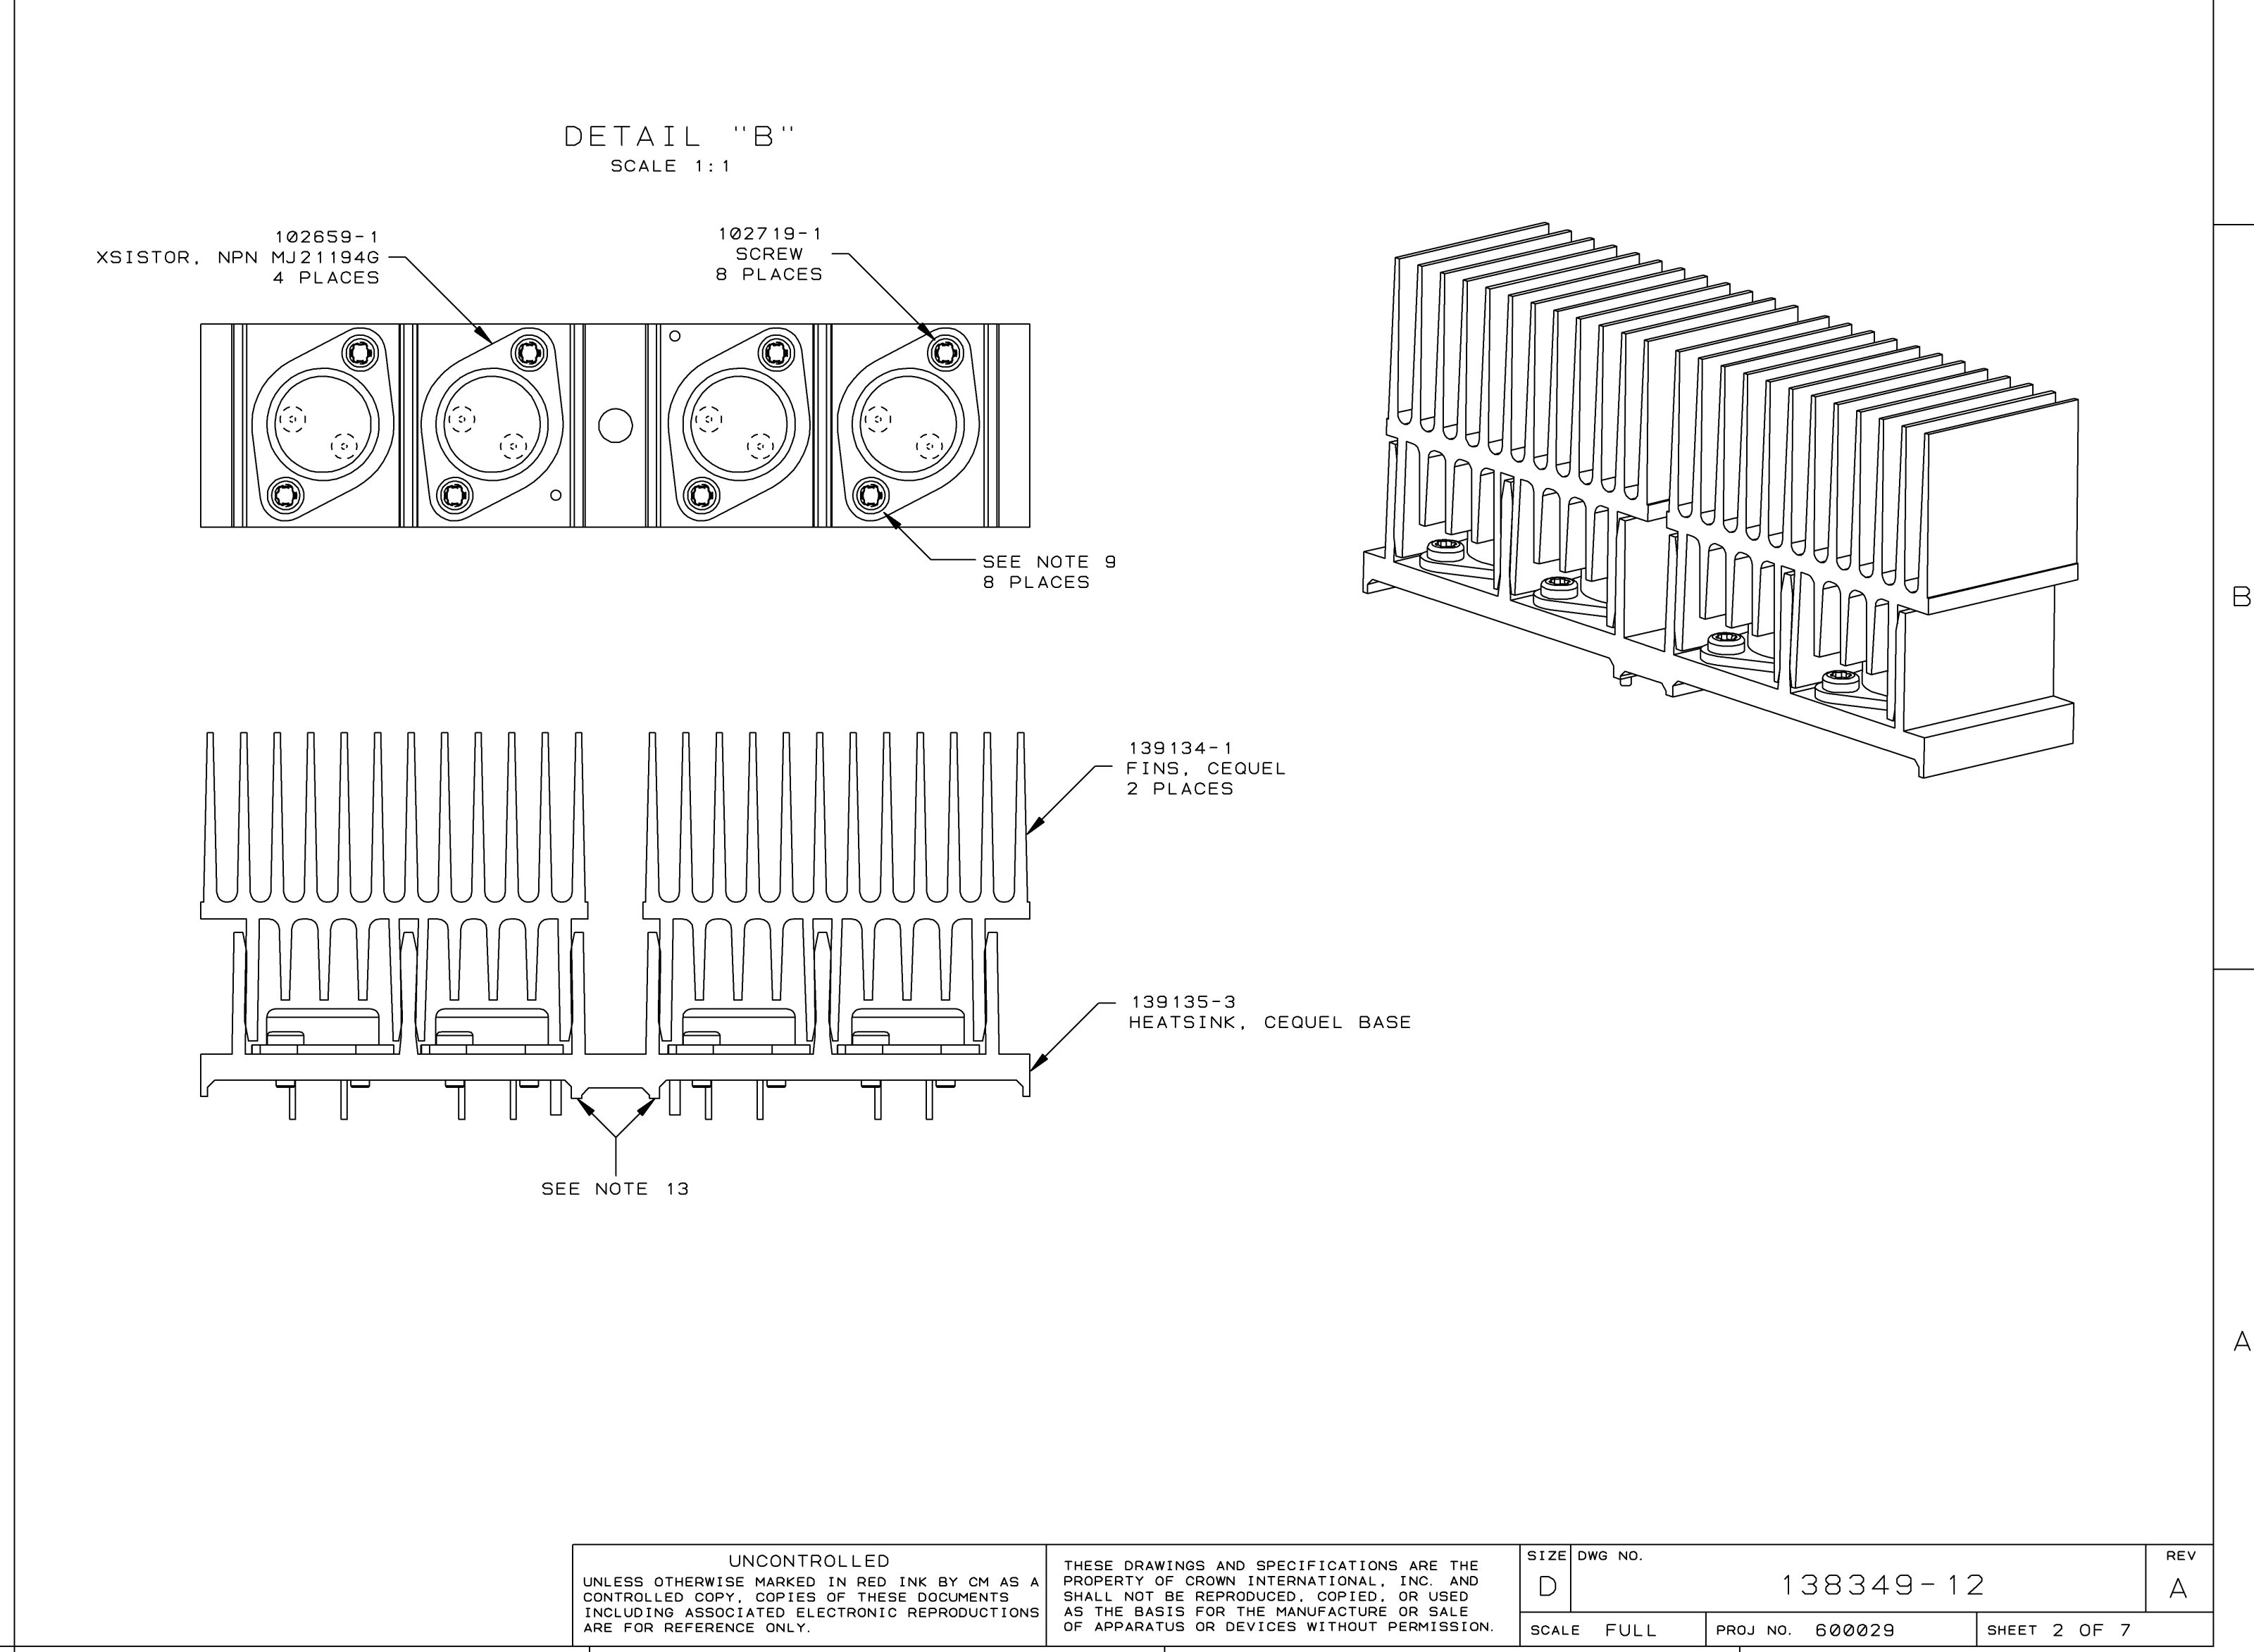 DETAIL "B"
SCALE 1:1
102659-1
XSISTOR, NPN MJ21194G
4 PLACES
102719-1
SCREW
8 PLACES
SEE NOTE 9
8 PLACES
B
139134-1
FINS, CEQUEL
2 PLACES
139135-3
HEATSINK, CEQUEL BASE
SEE NOTE 13
A
UNCONTROLLED
UNLESS OTHERWISE MARKED IN RED INK BY CM AS A
CONTROLLED COPY, COPIES OF THESE DOCUMENTS
INCLUDING ASSOCIATED ELECTRONIC REPRODUCTIONS
ARE FOR REFERENCE ONLY.
THESE DRAWINGS AND SPECIFICATIONS ARE THE
PROPERTY OF CROWN INTERNATIONAL, INC. AND
SHALL NOT BE REPRODUCED, COPIED, OR USED
AS THE BASIS FOR THE MANUFACTURE OR SALE
OF APPARATUS OR DEVICES WITHOUT PERMISSION.
SIZE
D
DWG NO.
138349-12
REV
A
SCALE FULL
PROJ NO. 600029
SHEET 2 OF 7